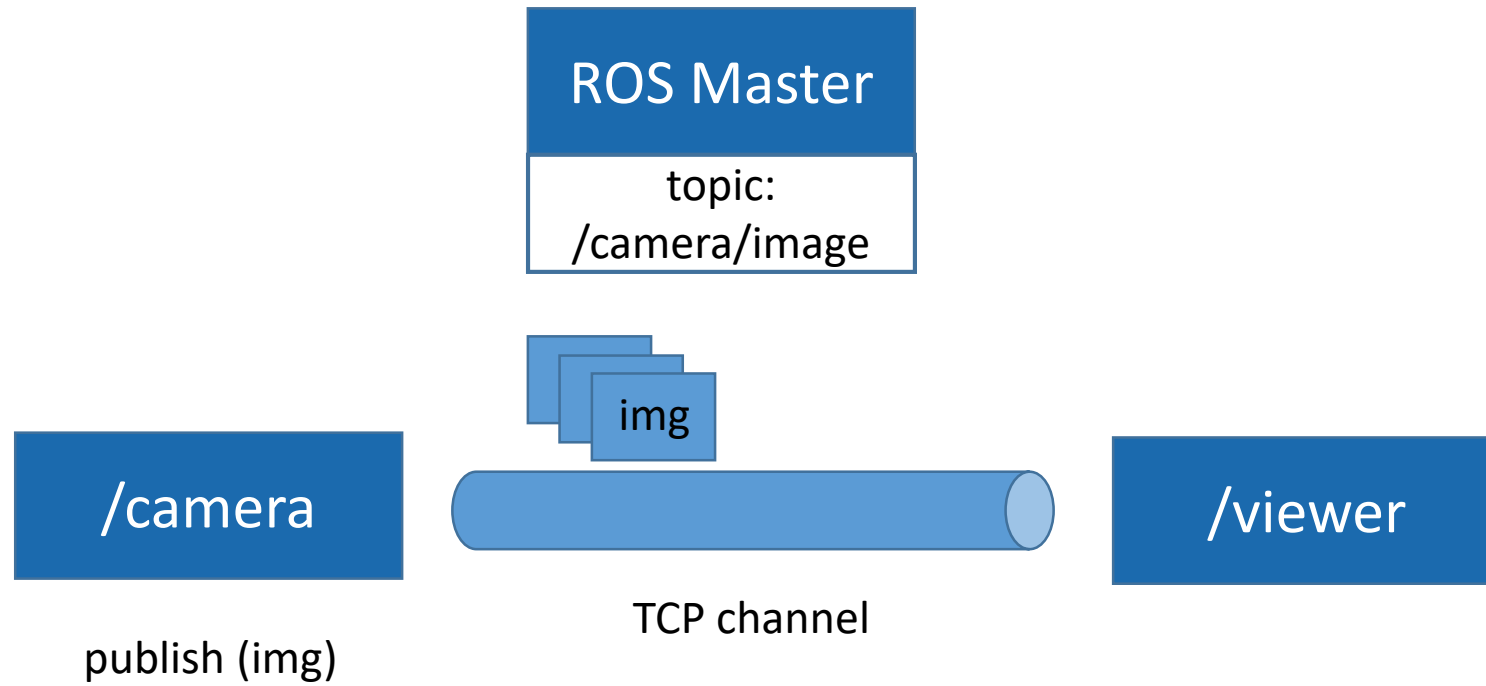 ROS Master
topic:
/camera/image
img
/camera
/viewer
TCP channel
publish (img)